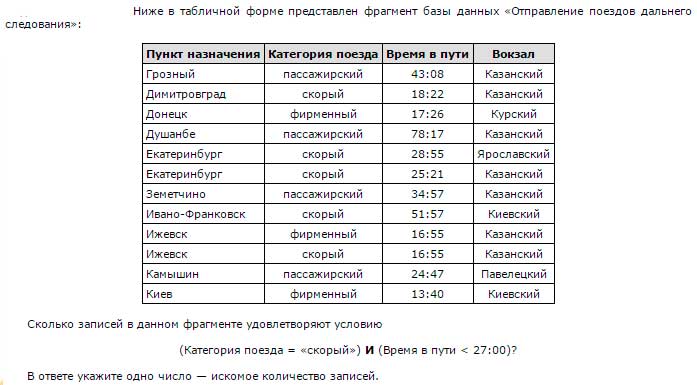 Ниже в табличной форме представлен фрагмент базы данных «Отправление поездов дальнего
следования»:
Пункт назначения Категория поезда Время в пути Вокзал
Грозный пассажирский 43:08 Казанский
Димитровград скорый 18:22 Казанский
Донецк фирменный 17:26 Курский
Душанбе пассажирский 78:17 Казанский
Екатеринбург скорый 28:55 Ярославский
Екатеринбург скорый 25:21 Казанский
Земетчино пассажирский 34:57 Казанский
Ивано-Франковск скорый 51:57 Киевский
Ижевск фирменный 16:55 Казанский
Ижевск скорый 16:55 Казанский
Камышин пассажирский 24:47 Павелецкий
Киев фирменный 13:40 Киевский
Сколько записей в данном фрагменте удовлетворяют условию
(Категория поезда = «скорый») И (Время в пути < 27:00)?
В ответе укажите одно число — искомое количество записей.